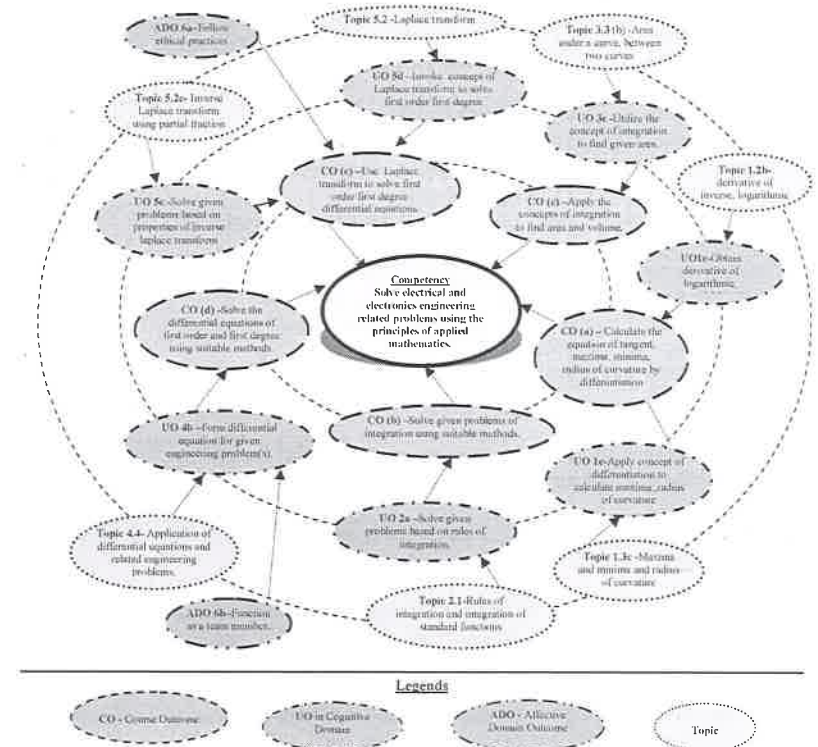 ADO 6a-Follow
ethical practices
Topic 5.2 -Laplace transform
Topic 3.3 (b) -Area
under a curve, between
two curves
Topic 5.2c- Inverse
Laplace transform
using partial fraction
UO 5d -Invoke concept of
Laplace transform to solve
first order first degree
UO 3c -Utilize the
concept of integration
to find given area.
Topic 1.2b-
derivative of
inverse, logarithmic
UO 5c-Solve given
problems based on
properties of inverse
laplace transform
CO (e) -Use Laplace
transform to solve first
order first degree
differential equations.
CO (c) -Apply the
concepts of integration
to find area and volume.
UO1c-Obtain
derivative of
logarithmic
Competency
Solve electrical and
electronics engineering
related problems using the
principles of applied
mathematics.
CO (d) -Solve the
differential equations of
first order and first degree
using suitable methods.
CO (a) - Calculate the
equation of tangent,
maxima, minima,
radius of curvature by
differentiation
CO (b) -Solve given problems of
integration using suitable methods.
UO 4b -Form differential
equation for given
engineering problem(s).
UO 1e-Apply concept of
differentiation to
calculate maxima, radius
of curvature
UO 2a -Solve given
problems based on rules of
integration.
Topic 4.4- Application of
differential equations and
related engineering
problems.
Topic 1.3c -Maxima
and minima and radius
of curvature
ADO 6b-Function
as a team member.
Topic 2.1-Rules of
integration and integration of
standard functions
Legends
CO - Course Outcome
UO in Cognitive
Domain
ADO - Affective
Domain Outcome
Topic